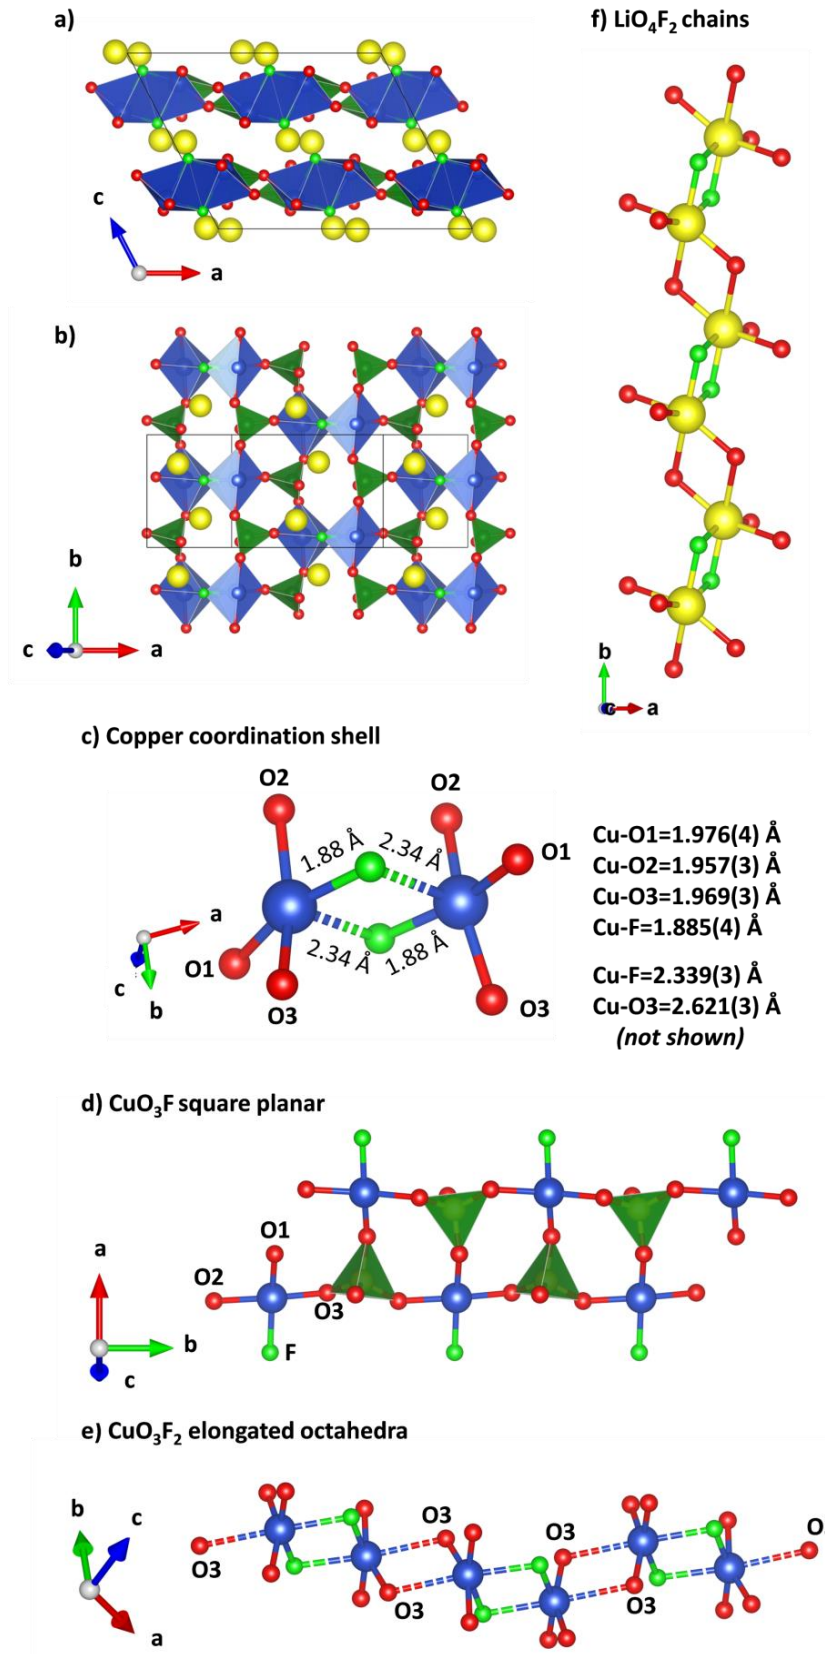 a)
c
a
b)
b
c
a
c) Copper coordination shell
O2
O2
1.88 Å
2.34 Å
O1
a
c
b
O1
2.34 Å
1.88 Å
O3
O3
Cu-O1=1.976(4) Å
Cu-O2=1.957(3) Å
Cu-O3=1.969(3) Å
Cu-F=1.885(4) Å
Cu-F=2.339(3) Å
Cu-O3=2.621(3) Å
(not shown)
d) CuO₃F square planar
O1
O2
O3
F
a
b
c
e) CuO₃F₂ elongated octahedra
b
c
a
O3
O3
O3
O3
O3
O
f) LiO₄F₂ chains
b
c
a